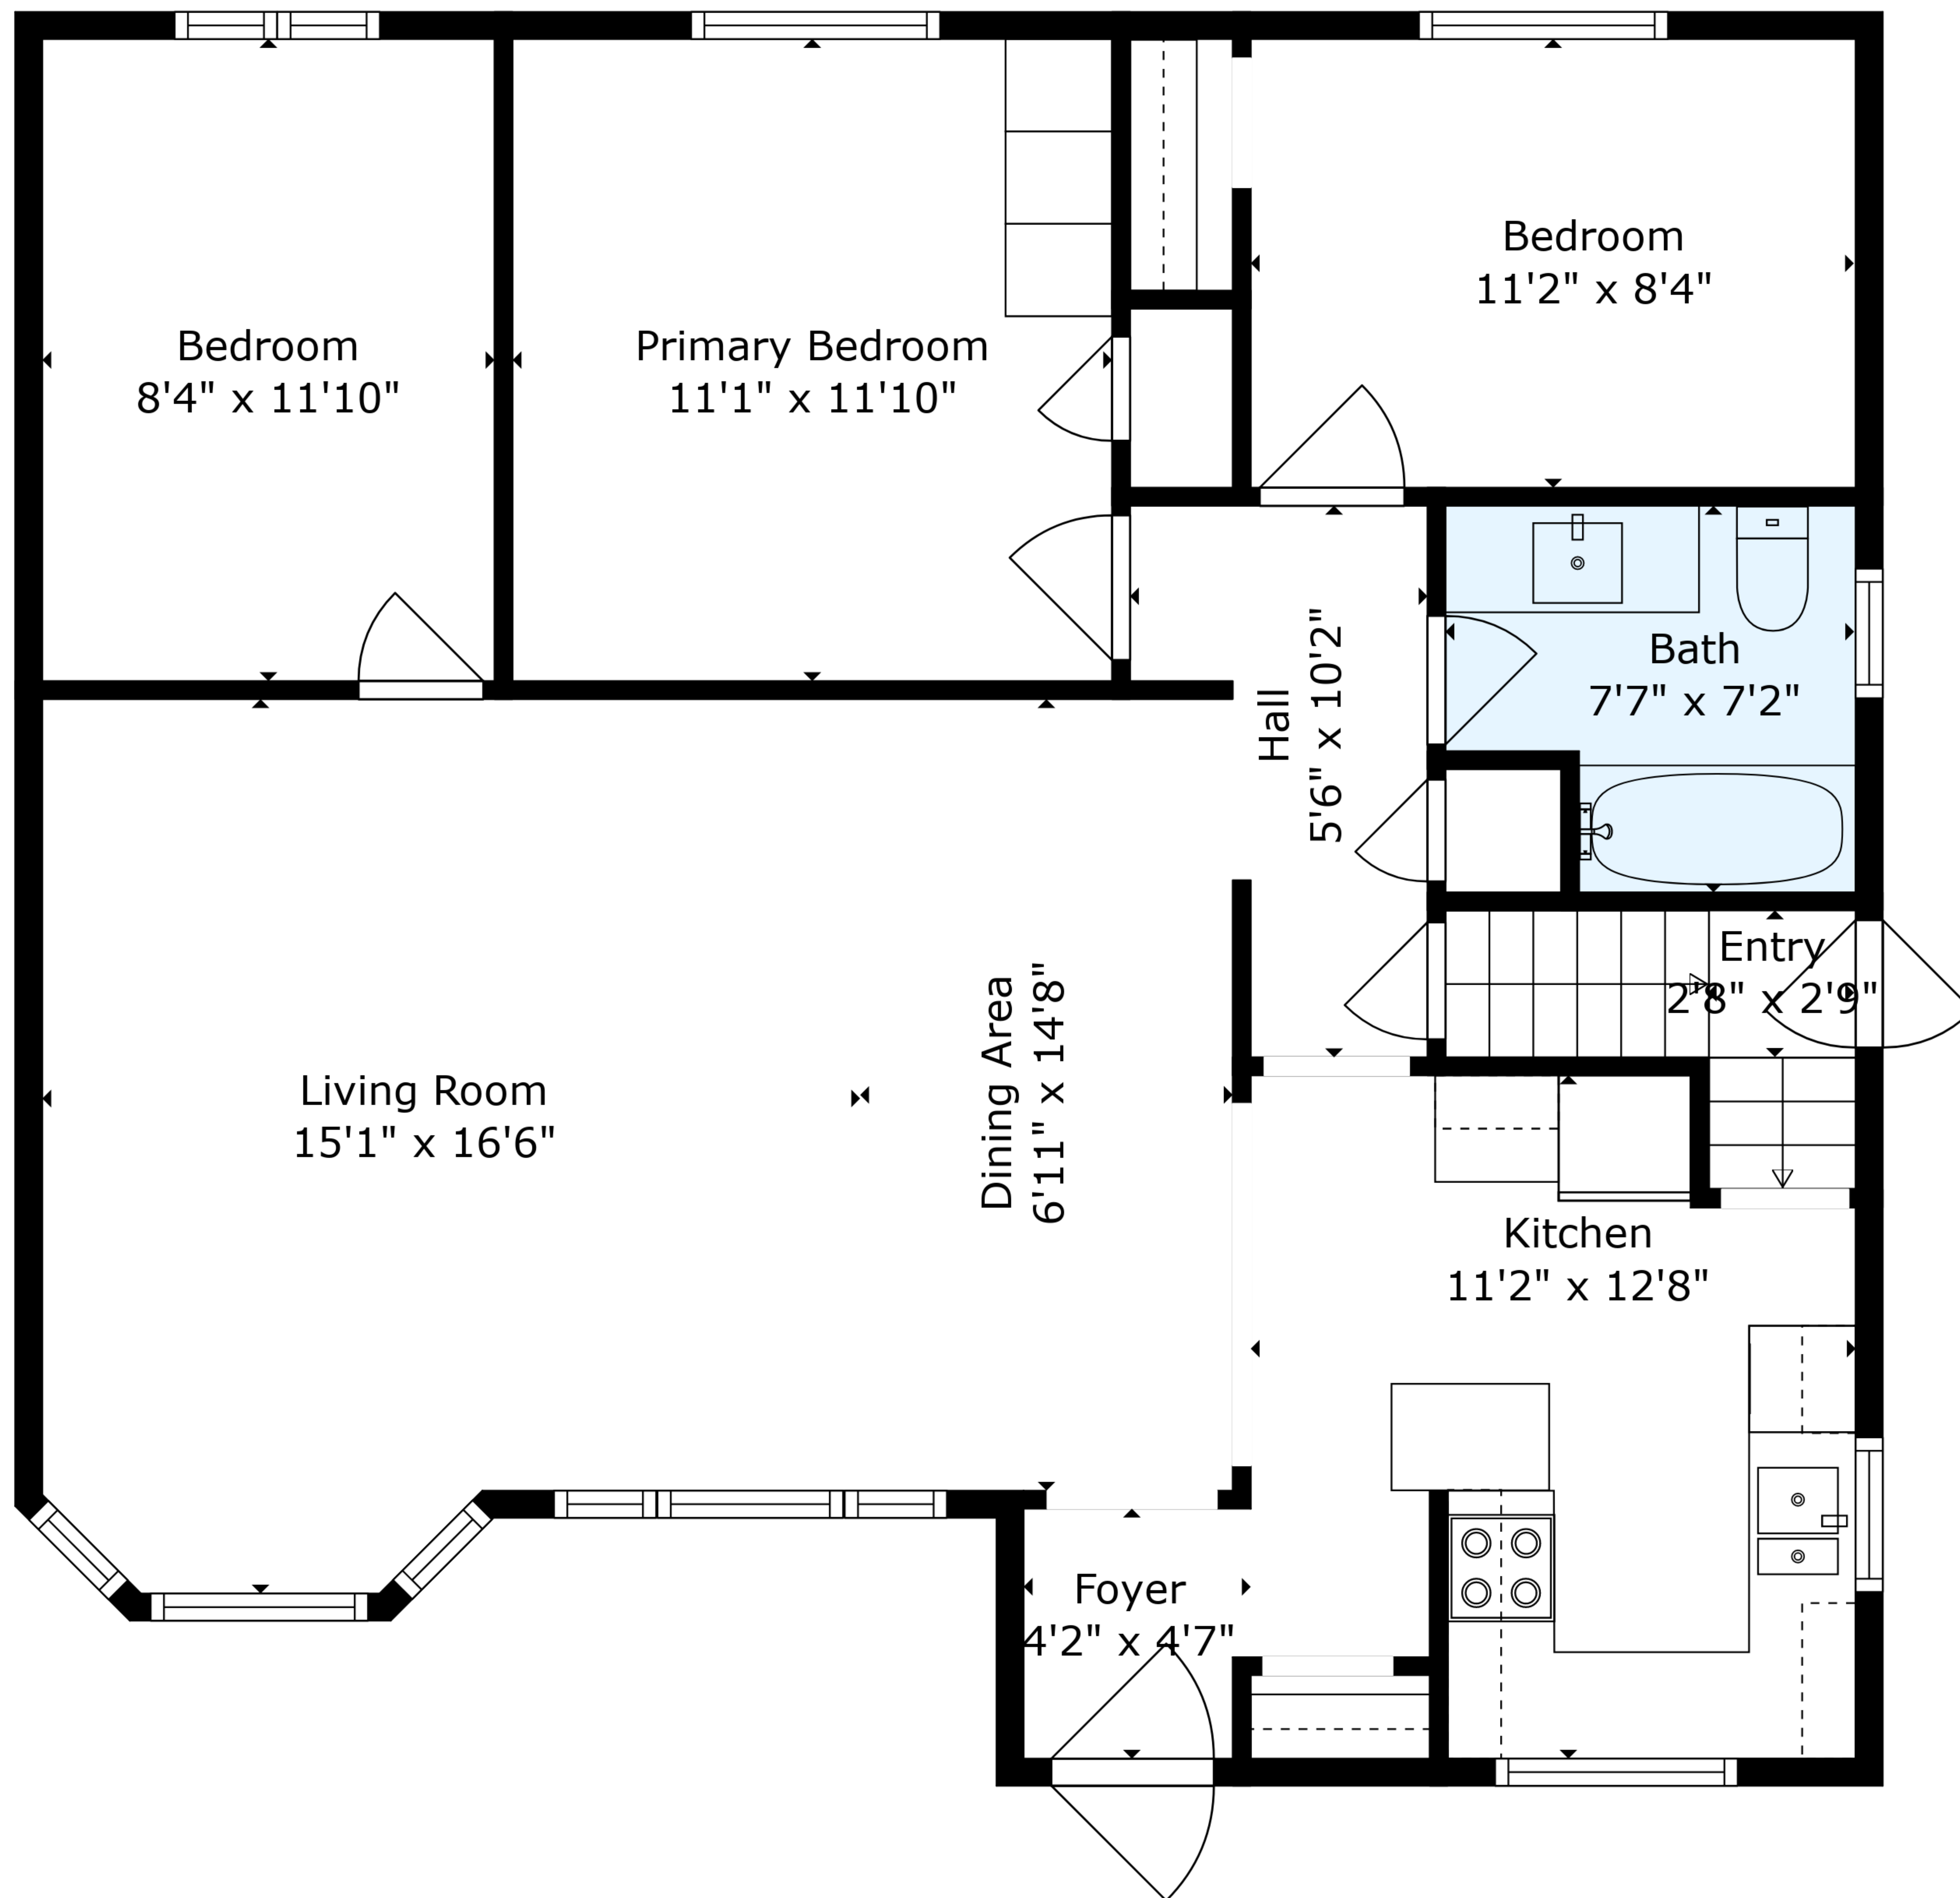 Bedroom
11'2" x 8'4"
Bedroom
8'4" x 11'10"
Primary Bedroom
11'1" x 11'10"
Hall
5'6" x 10'2"
Bath
7'7" x 7'2"
Entry
2'8" x 2'9"
Living Room
15'1" x 16'6"
Dining Area
6'11" x 14'8"
Kitchen
11'2" x 12'8"
Foyer
4'2" x 4'7"